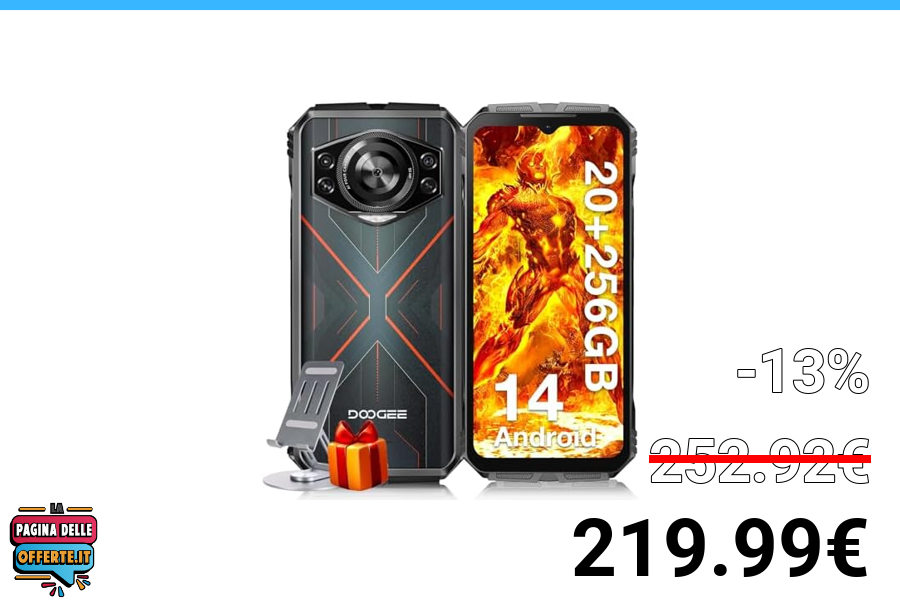 20+256GB
14
Android
DOOGEE
-13%
252.92€
219.99€
LA
PAGINA DELLE
OFFERTE.IT